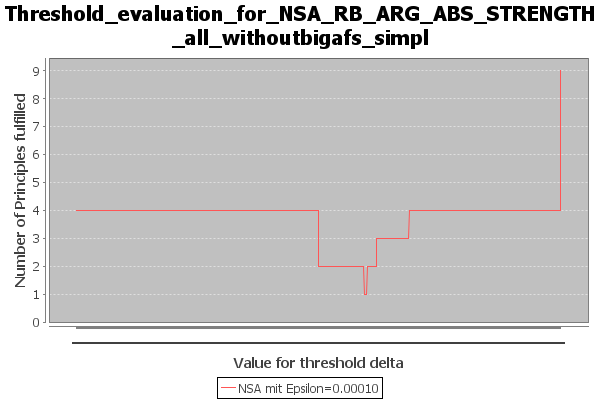 Threshold_evaluation_for_NSA_RB_ARG_ABS_STRENGTH
_all_withoutbigafs_simpl
Number of Principles fulfilled
9
8
7
6
5
4
3
2
1
0
Value for threshold delta
NSA mit Epsilon=0.00010